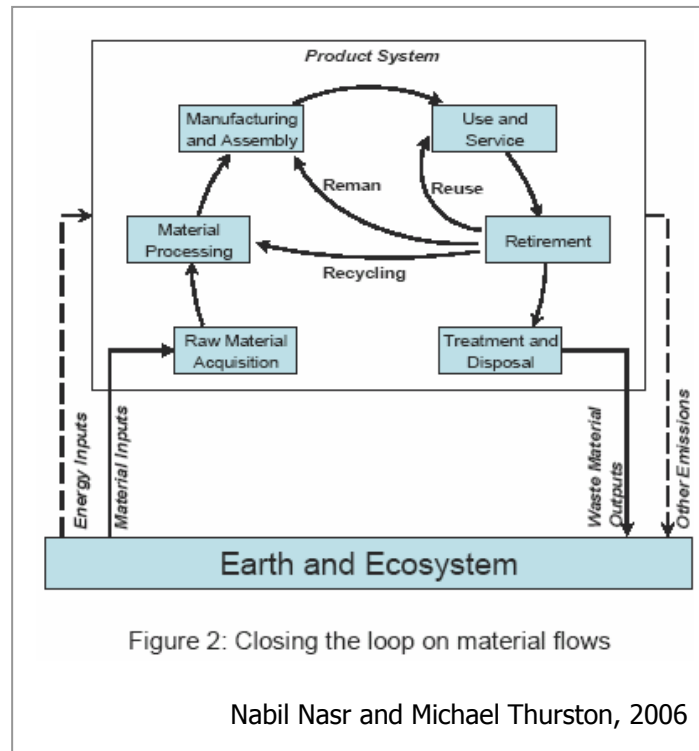 Product System
Manufacturing
and Assembly
Use and
Service
Reman
Reuse
Material
Processing
Retirement
Recycling
Raw Material
Acquisition
Treatment and
Disposal
Energy Inputs
Material Inputs
Waste Material
Outputs
Other Emissions
Earth and Ecosystem
Figure 2: Closing the loop on material flows
Nabil Nasr and Michael Thurston, 2006